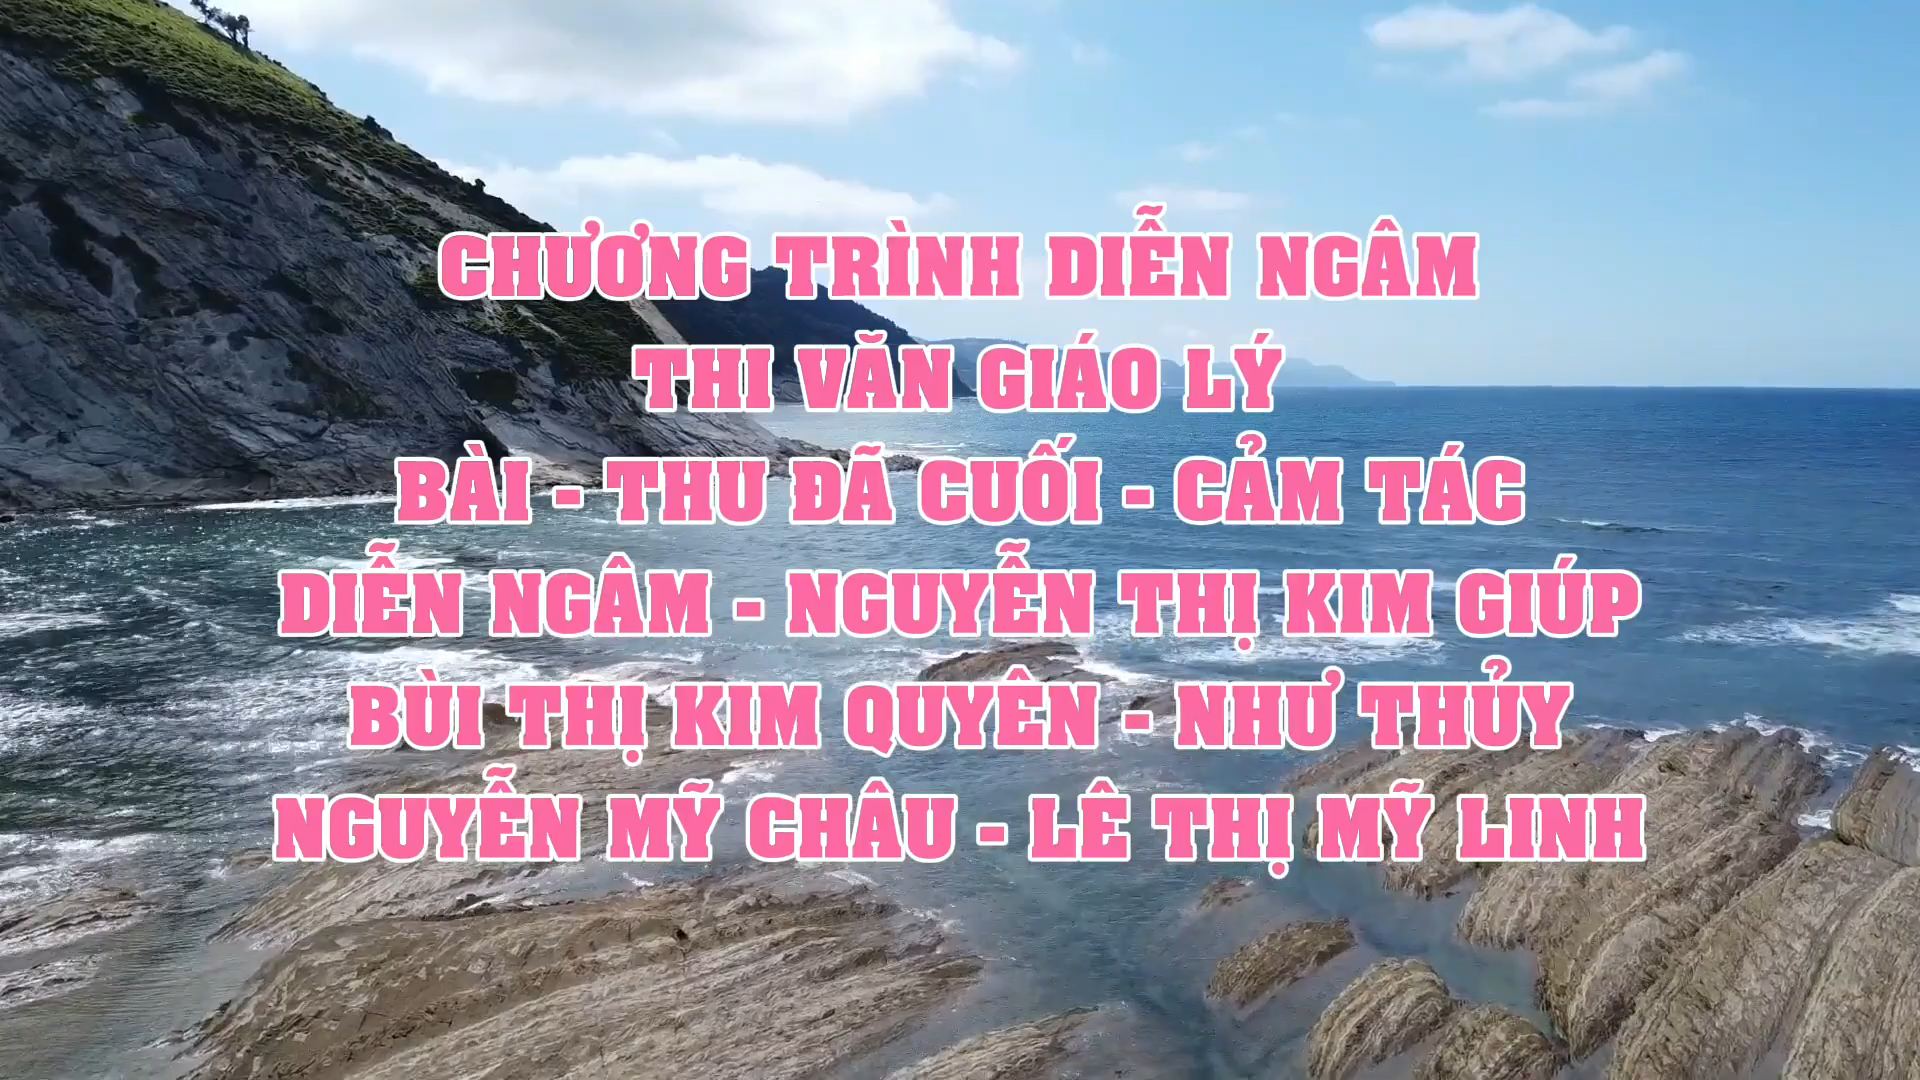 CHƯƠNG TRÌNH DIỄN NGÂM
THI VĂN GIÁO LÝ
BÀI - THU ĐÃ CUỐI - CẢM TÁC
DIỄN NGÂM - NGUYỄN THỊ KIM GIÚP
BÙI THỊ KIM QUYÊN - NHƯ THỦY
NGUYỄN MỸ CHÂU - LÊ THỊ MỸ LINH